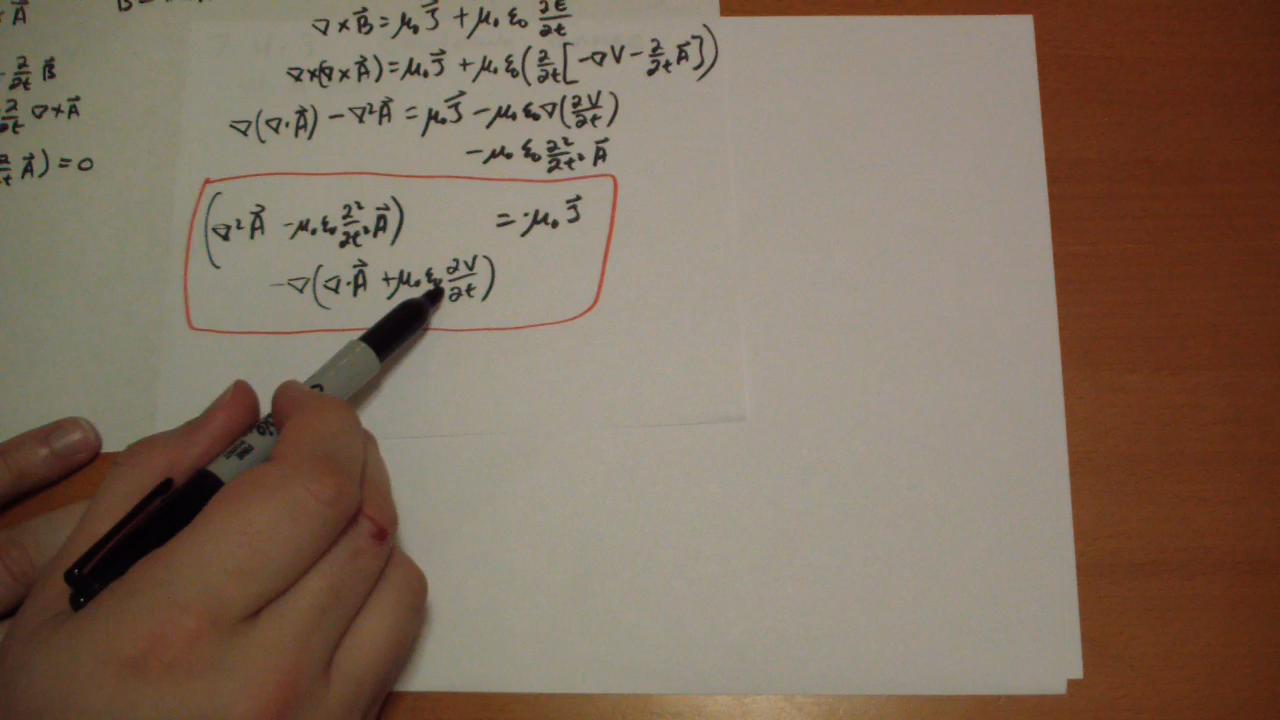 A⃗
B=
∇×B⃗ = μ₀J⃗ + μ₀ε₀ ∂E/∂t
∇×(∇×A⃗) = μ₀J⃗ + μ₀ε₀(∂/∂t[-∇V - ∂/∂t A⃗])
∂/∂t B⃗
∂/∂t ∇×A⃗
∇(∇·A⃗) - ∇²A⃗ = μ₀J⃗ - μ₀ε₀∇(∂V/∂t)
- μ₀ε₀ ∂²/∂t² A⃗
∂/∂t A⃗) = 0
(∇²A⃗ - μ₀ε₀ ∂²/∂t² A⃗) = -μ₀J⃗
-∇(∇·A⃗ + μ₀ε₀ ∂V/∂t)